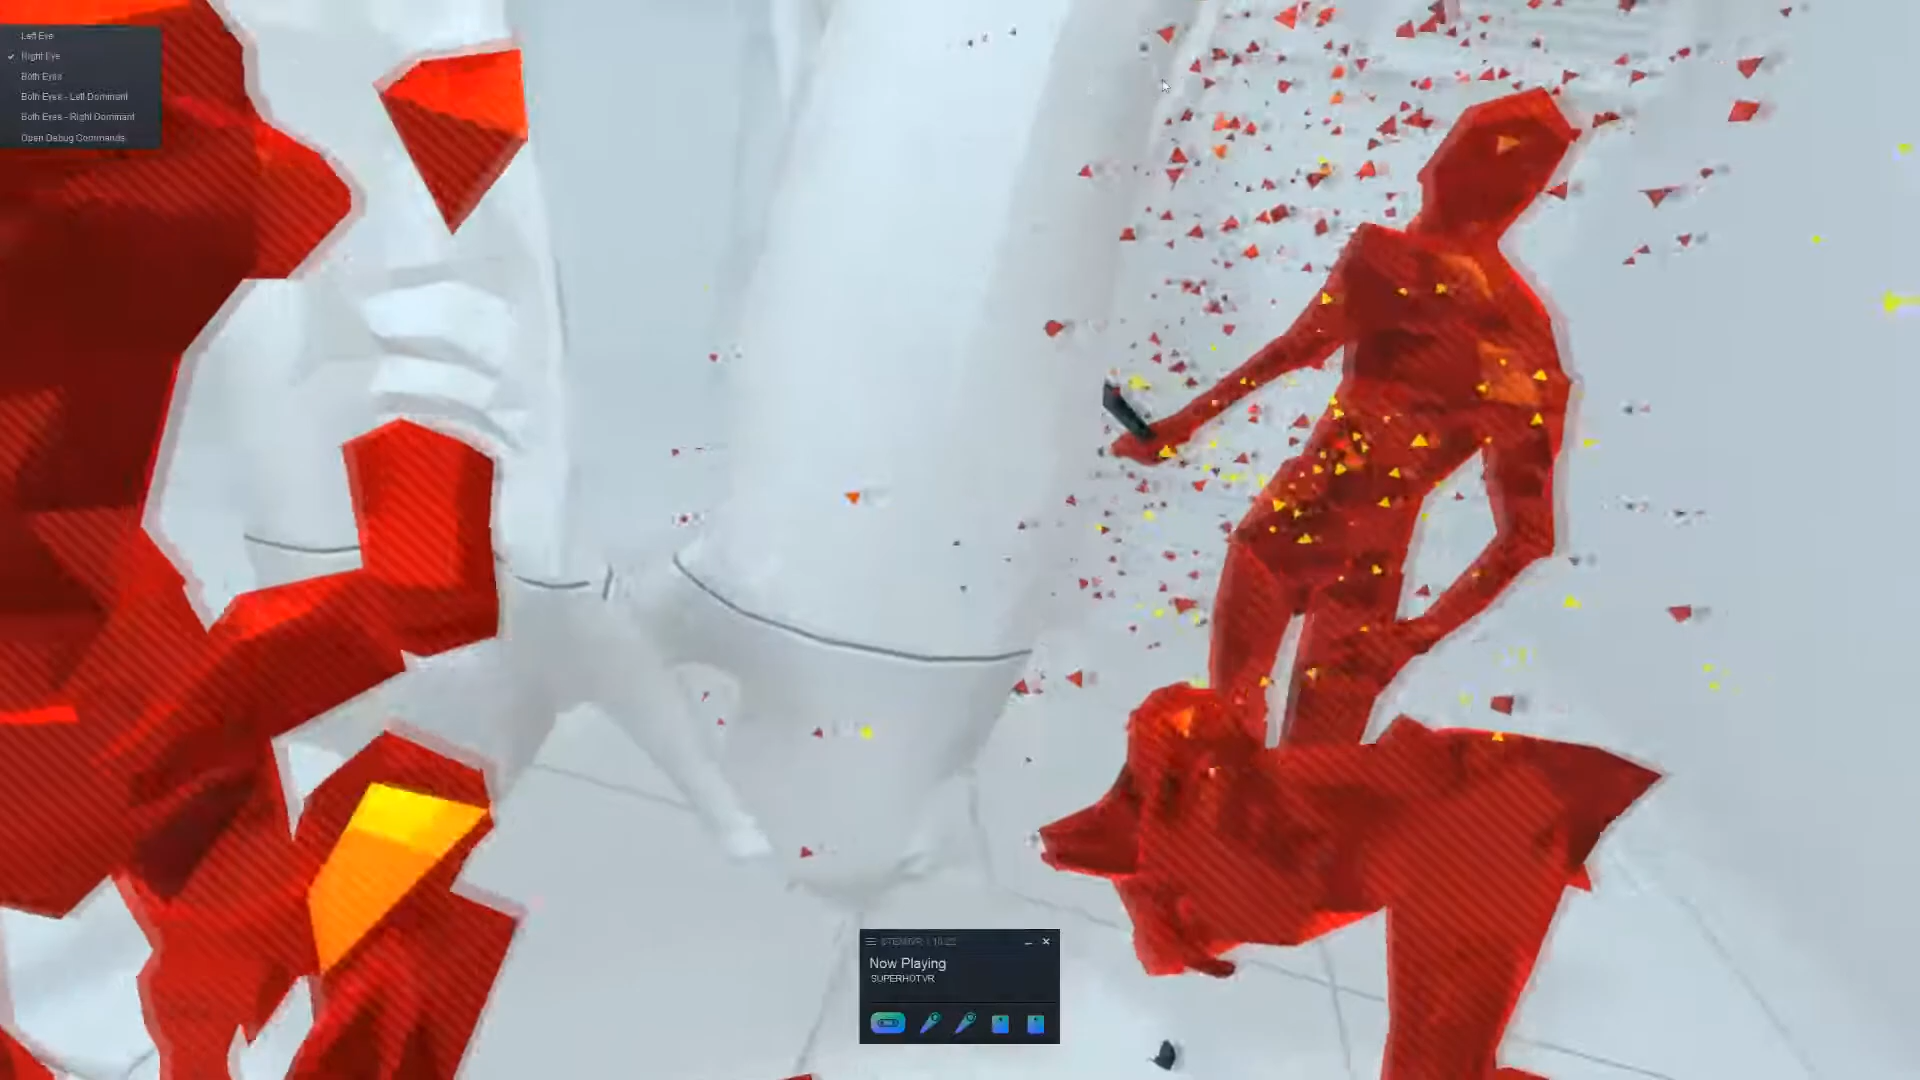 Left Eye
Right Eye
Both Eyes
Both Eyes - Left Dominant
Both Eyes - Right Dominant
Open Debug Commands
Now Playing
SUPERHOT VR